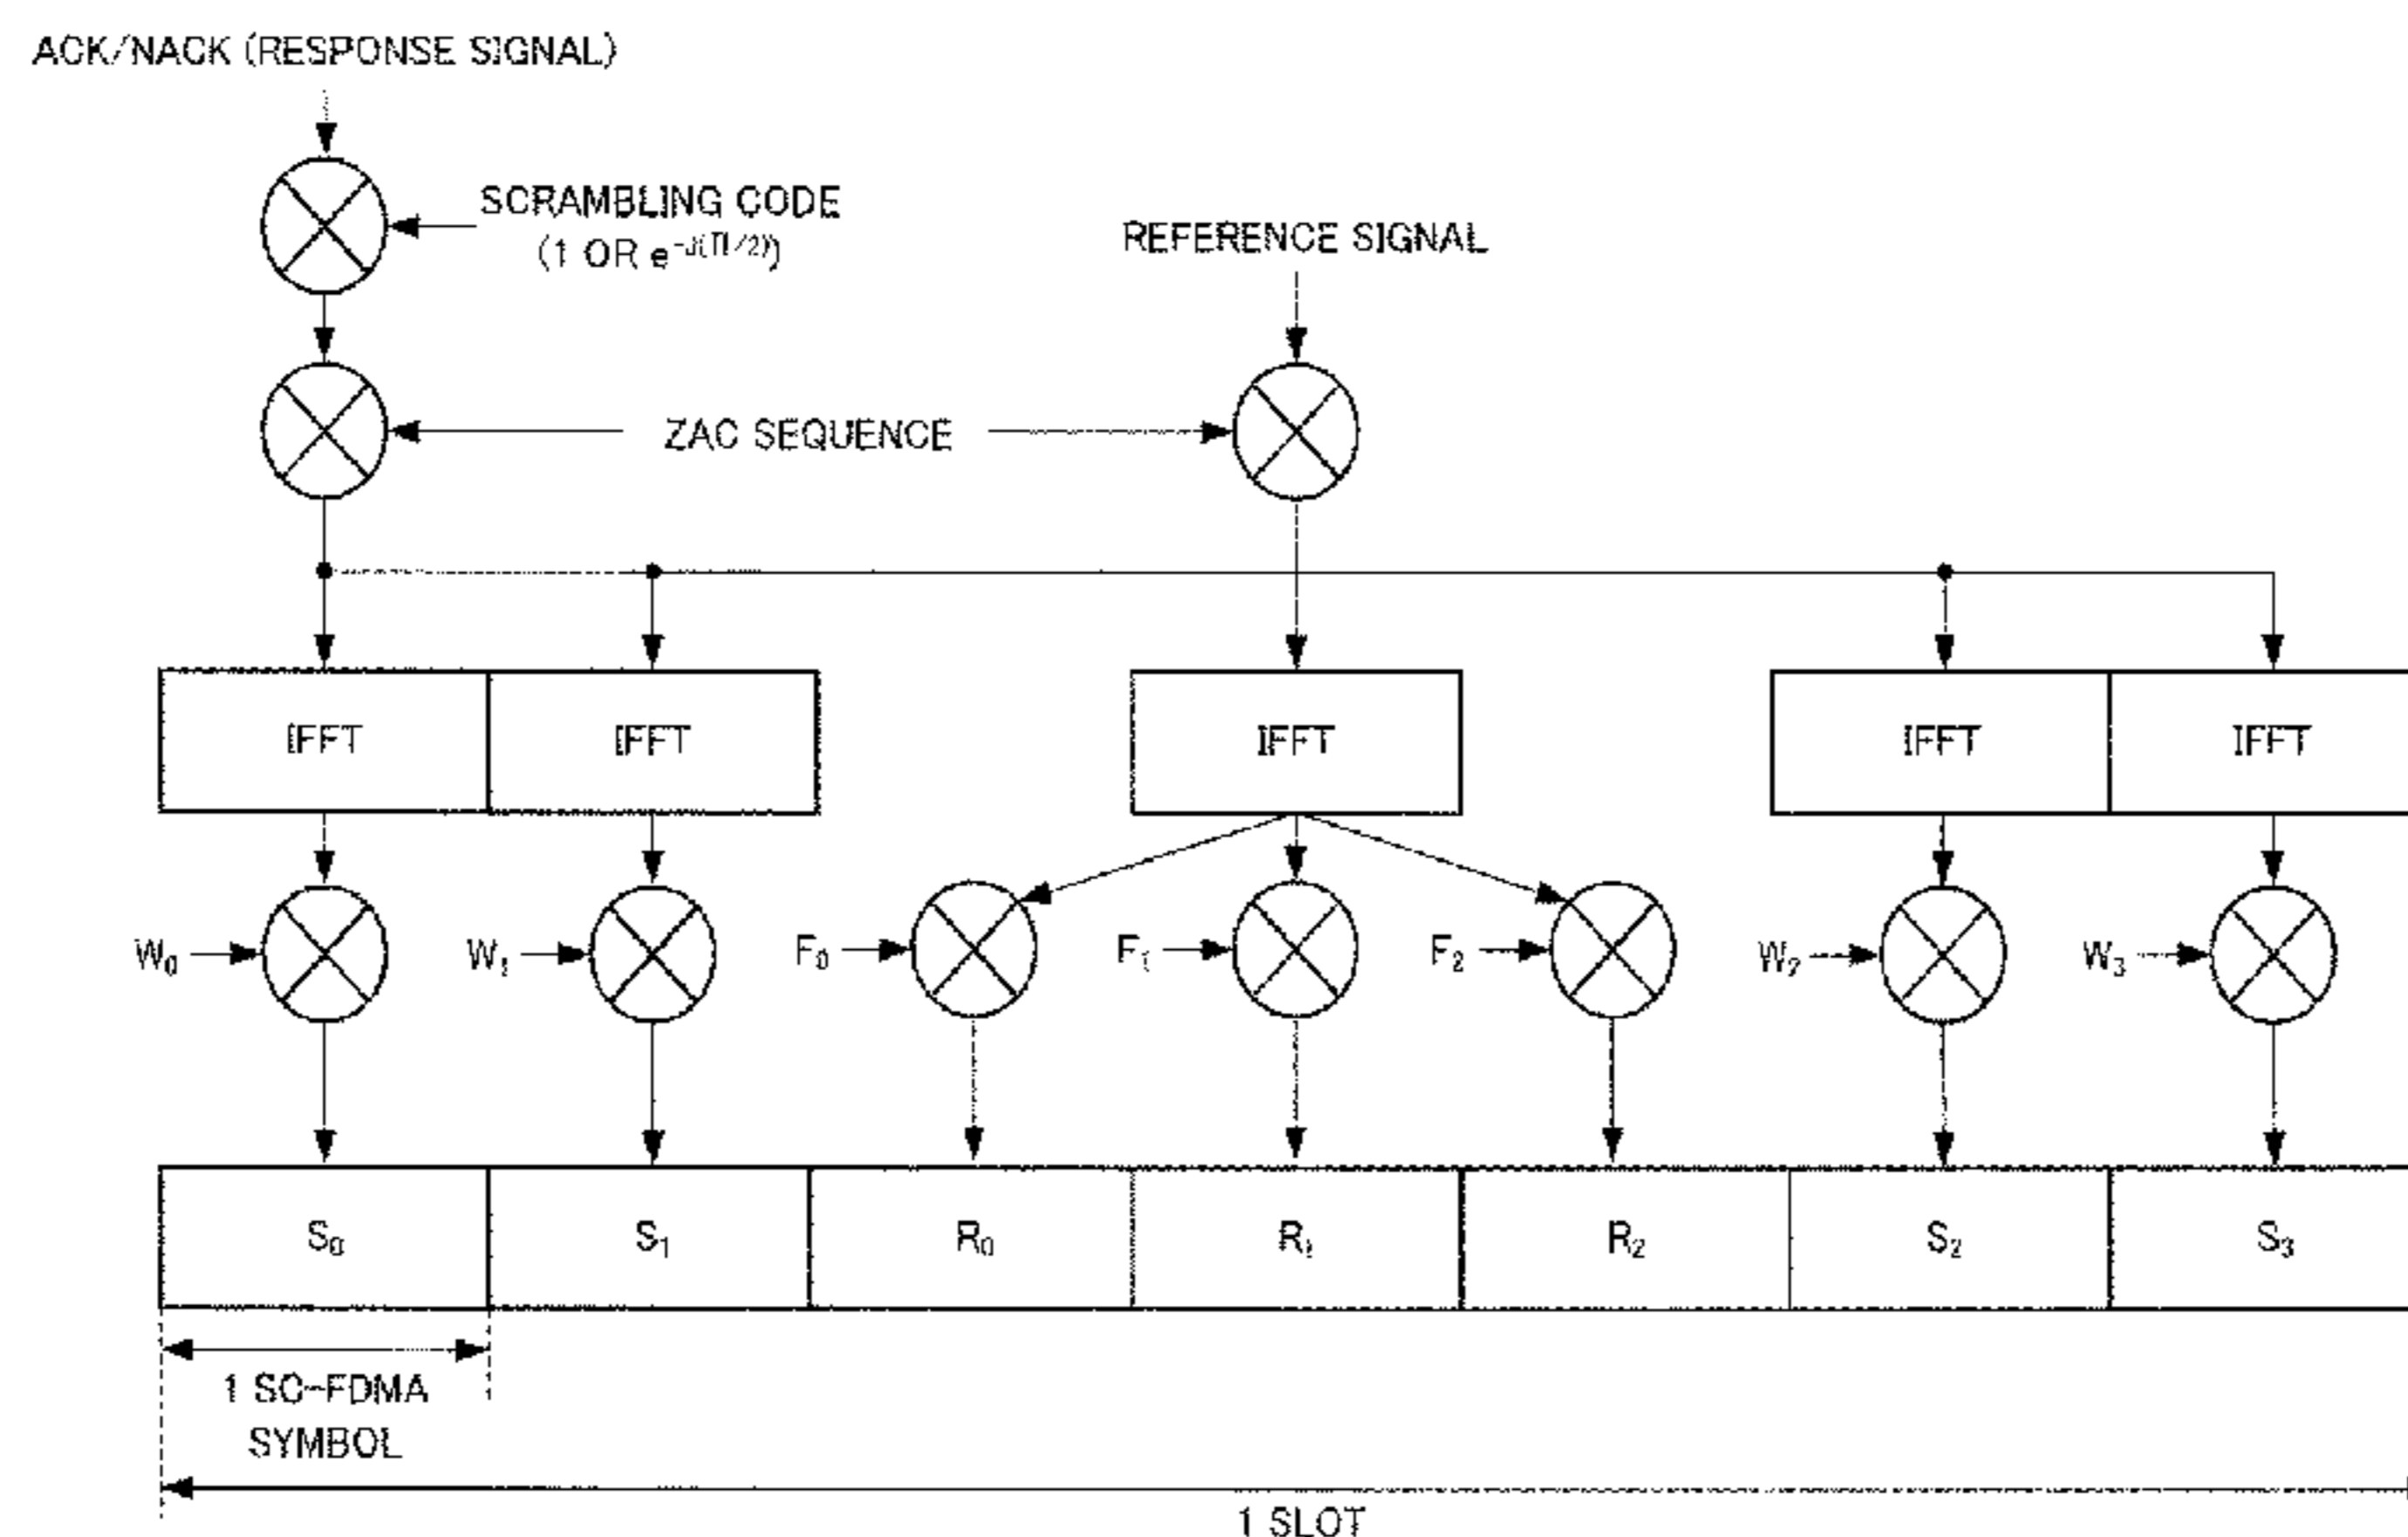 ACK/NACK (RESPONSE SIGNAL)
SCRAMBLING CODE
(1 OR e^-J(Π/2))
REFERENCE SIGNAL
ZAC SEQUENCE
IFFT IFFT IFFT IFFT IFFT
W₀ W₁ F₀ F₁ F₂ W₂ W₃
S₀ S₁ R₀ R₁ R₂ S₂ S₃
1 SC-FDMA
SYMBOL
1 SLOT